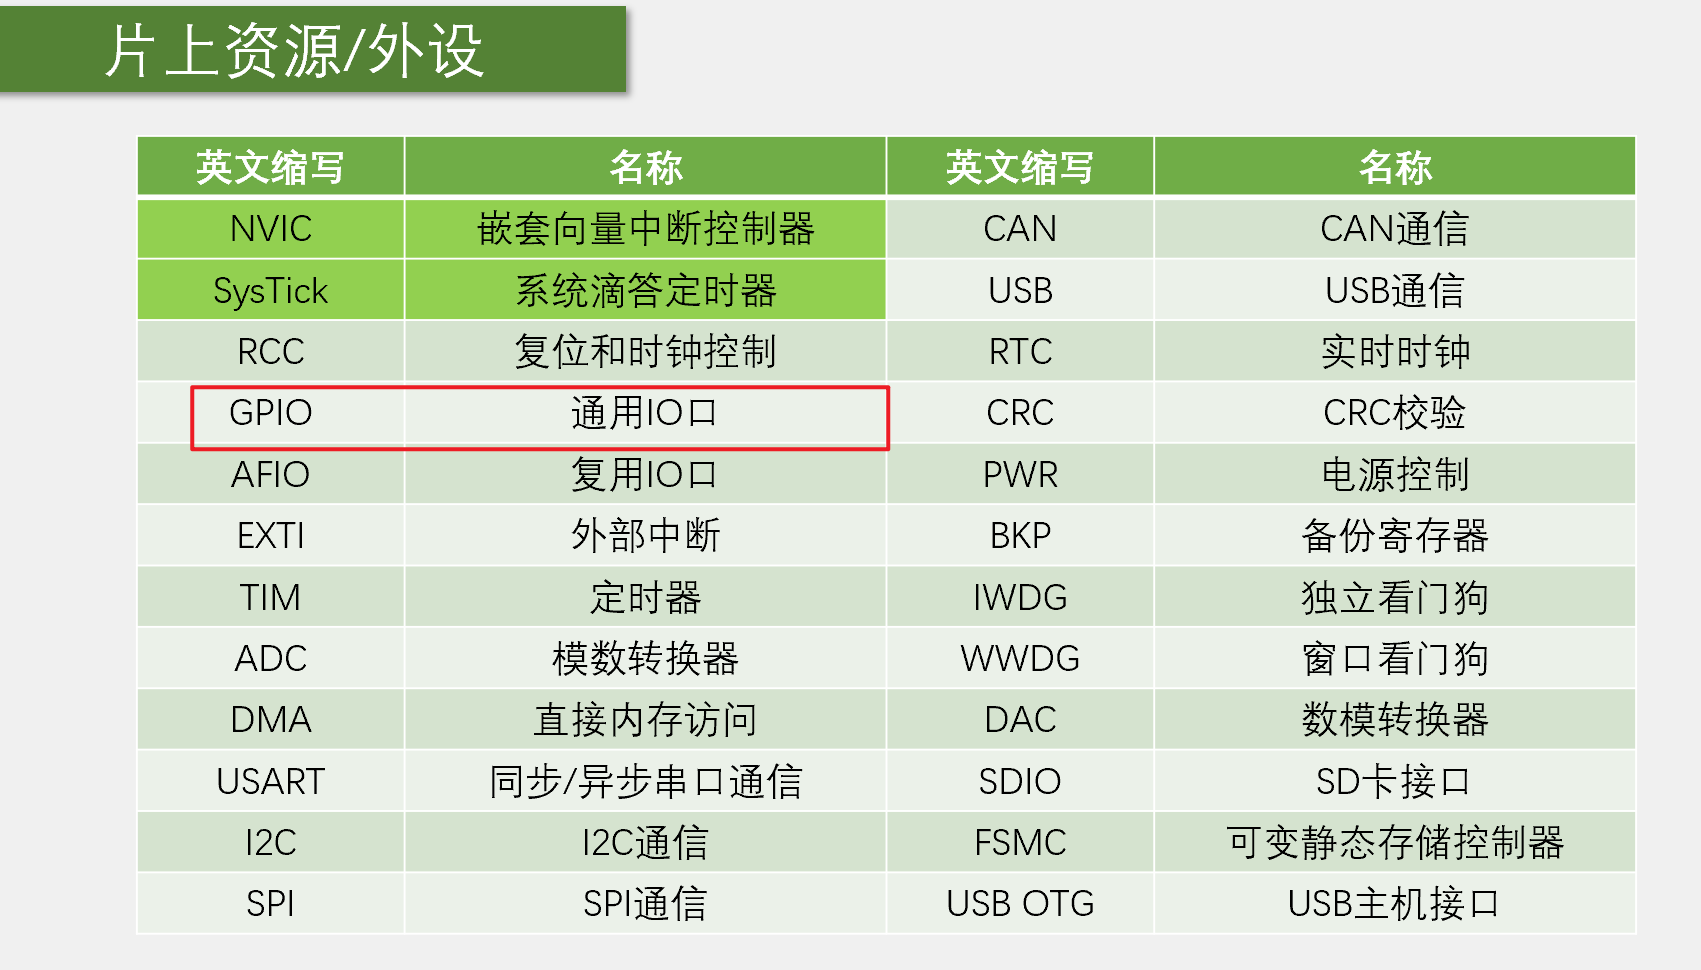 片上资源/外设
英文缩写 名称 英文缩写 名称
NVIC 嵌套向量中断控制器 CAN CAN通信
SysTick 系统滴答定时器 USB USB通信
RCC 复位和时钟控制 RTC 实时时钟
GPIO 通用IO口 CRC CRC校验
AFIO 复用IO口 PWR 电源控制
EXTI 外部中断 BKP 备份寄存器
TIM 定时器 IWDG 独立看门狗
ADC 模数转换器 WWDG 窗口看门狗
DMA 直接内存访问 DAC 数模转换器
USART 同步/异步串口通信 SDIO SD卡接口
I2C I2C通信 FSMC 可变静态存储控制器
SPI SPI通信 USB OTG USB主机接口